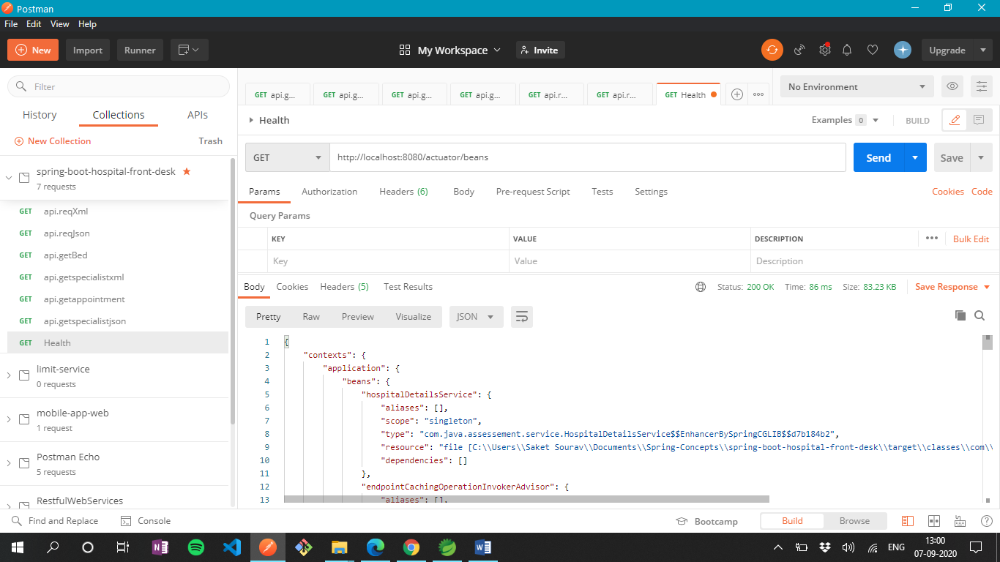 Postman
File Edit View Help
New Import Runner My Workspace Invite Upgrade
Filter
History Collections APIs
New Collection Trash
spring-boot-hospital-front-desk
7 requests
GET api.reqXml
GET api.reqJson
GET api.getBed
GET api.getspecialistxml
GET api.getappointment
GET api.getspecialistjson
GET Health
limit-service
0 requests
mobile-app-web
1 request
Postman Echo
5 requests
RestfulWebServices
GET api.g... GET api.g... GET api.g... GET api.g... GET api.r... GET api.r... GET Health No Environment
Health Examples 0 BUILD
GET http://localhost:8080/actuator/beans Send Save
Params Authorization Headers (6) Body Pre-request Script Tests Settings Cookies Code
Query Params
KEY VALUE DESCRIPTION Bulk Edit
Key Value Description
Body Cookies Headers (5) Test Results Status: 200 OK Time: 86 ms Size: 83.23 KB Save Response
Pretty Raw Preview Visualize JSON
1 {
2 "contexts": {
3 "application": {
4 "beans": {
5 "hospitalDetailsService": {
6 "aliases": [],
7 "scope": "singleton",
8 "type": "com.java.assessement.service.HospitalDetailsService$$EnhancerBySpringCGLIB$$d7b184b2",
9 "resource": "file [C:\\Users\\Saket Sourav\\Documents\\Spring-Concepts\\spring-boot-hospital-front-desk\\target\\classes\\com\\
10 "dependencies": []
11 },
12 "endpointCachingOperationInvokerAdvisor": {
13 "aliases": [],
Find and Replace Console Bootcamp Build Browse
ENG 13:00
07-09-2020